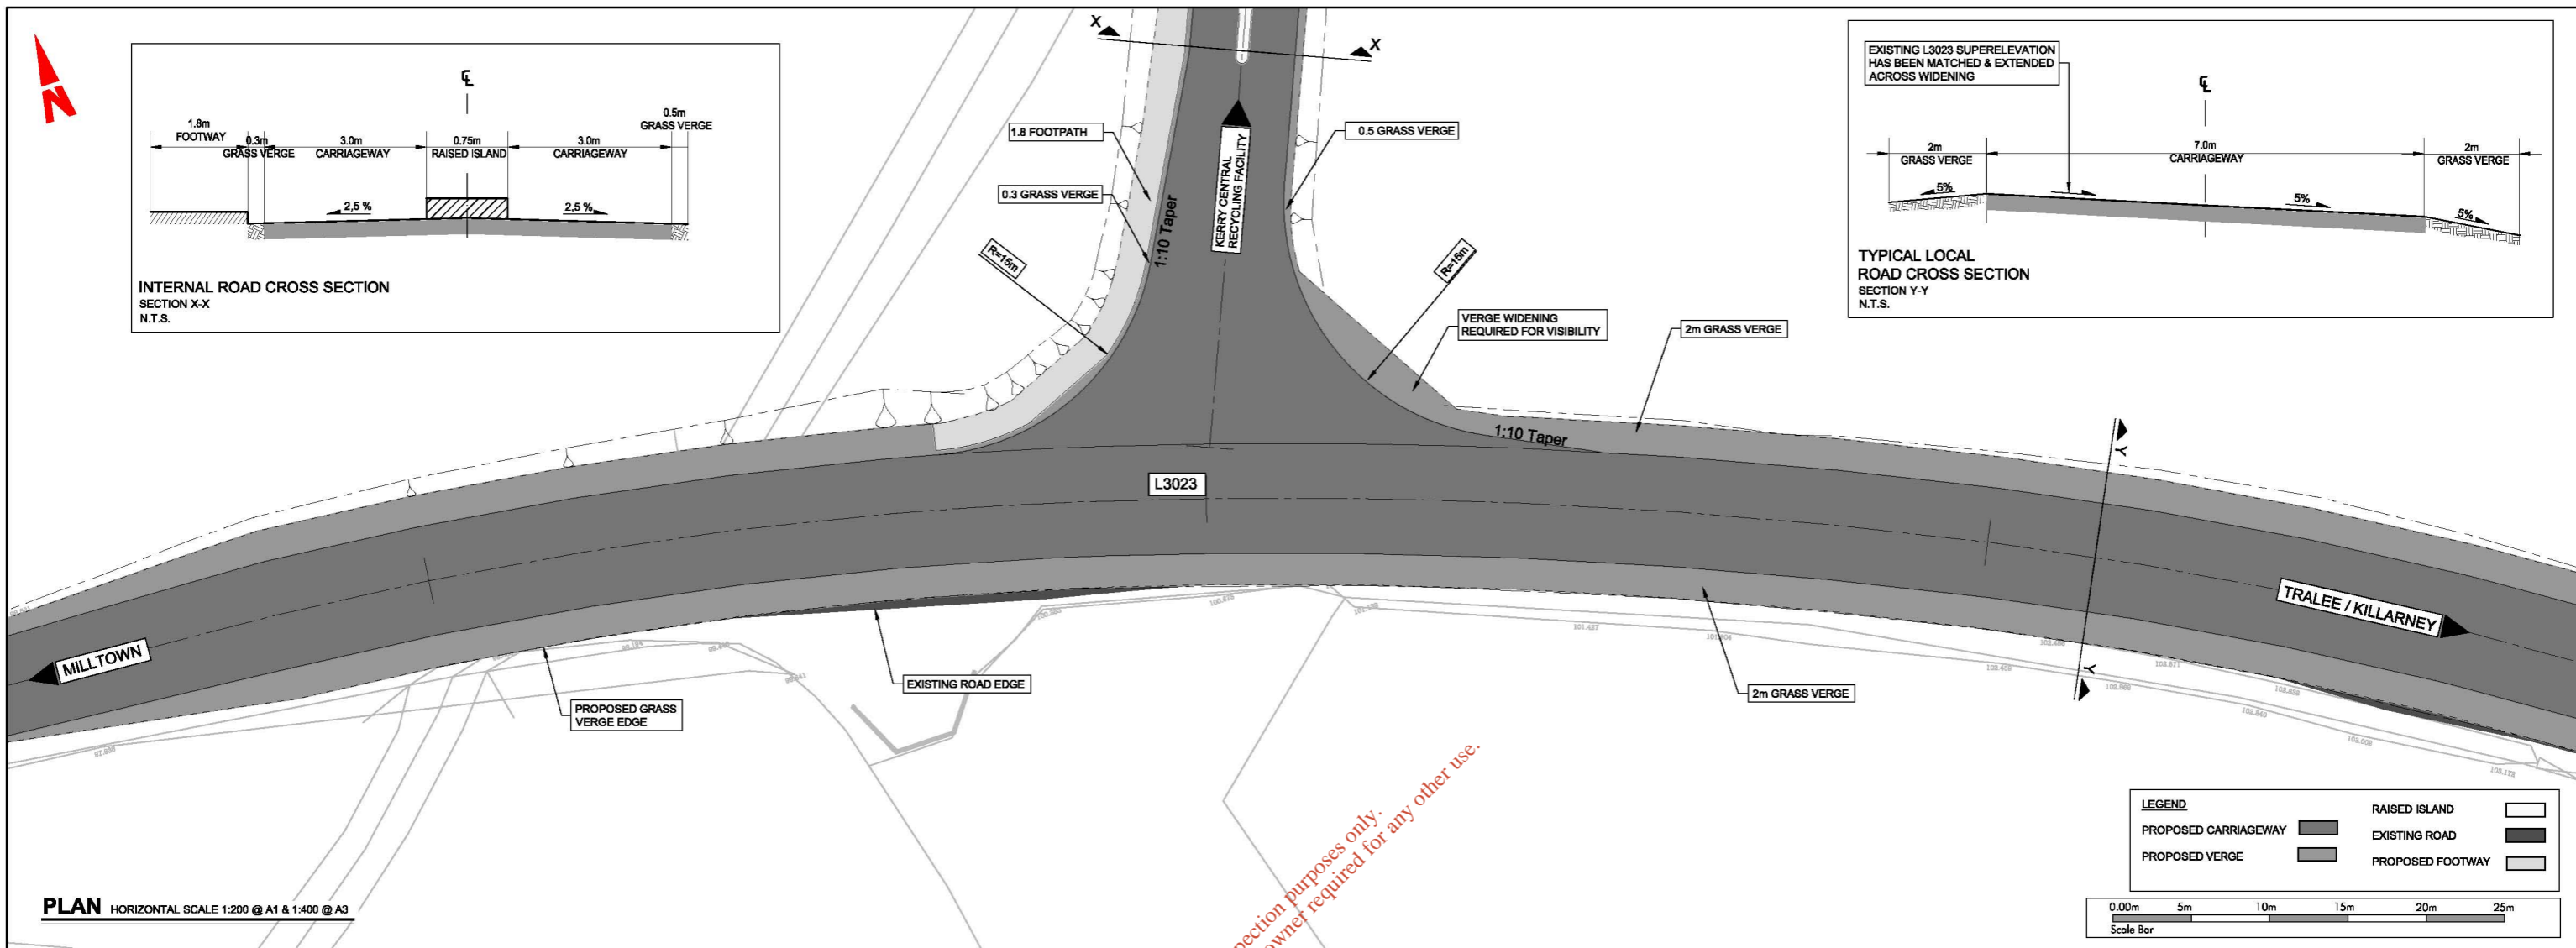 N
℄
1.8m
FOOTWAY
0.3m
GRASS VERGE
3.0m
CARRIAGEWAY
0.75m
RAISED ISLAND
3.0m
CARRIAGEWAY
0.5m
GRASS VERGE
2,5 %
2,5 %
INTERNAL ROAD CROSS SECTION
SECTION X-X
N.T.S.
X
X
1.8 FOOTPATH
0.3 GRASS VERGE
0.5 GRASS VERGE
KERRY CENTRAL
RECYCLING FACILITY
1:10 Taper
R=15m
R=15m
VERGE WIDENING
REQUIRED FOR VISIBILITY
2m GRASS VERGE
1:10 Taper
EXISTING L3023 SUPERELEVATION
HAS BEEN MATCHED & EXTENDED
ACROSS WIDENING
℄
2m
GRASS VERGE
7.0m
CARRIAGEWAY
2m
GRASS VERGE
5%
5%
5%
TYPICAL LOCAL
ROAD CROSS SECTION
SECTION Y-Y
N.T.S.
Y
Y
L3023
MILLTOWN
TRALEE / KILLARNEY
EXISTING ROAD EDGE
PROPOSED GRASS
VERGE EDGE
2m GRASS VERGE
101.427
103.008
103.178
pection purposes only.
owner required for any other use.
LEGEND
PROPOSED CARRIAGEWAY
PROPOSED VERGE
RAISED ISLAND
EXISTING ROAD
PROPOSED FOOTWAY
0.00m 5m 10m 15m 20m 25m
Scale Bar
PLAN HORIZONTAL SCALE 1:200 @ A1 & 1:400 @ A3